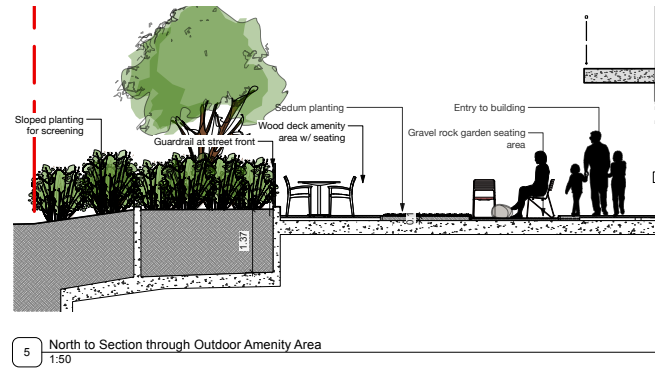 Sedum planting
Entry to building
Sloped planting
for screening
Wood deck amenity
area w/ seating
Gravel rock garden seating
area
Guardrail at street front
1.37
5
North to Section through Outdoor Amenity Area
1:50